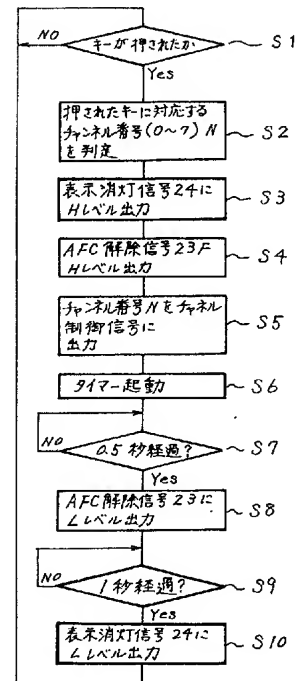 キーが押されたか
S1
NO
Yes
押されたキーに対応する
チャンネル番号(0~7)N
を判定
S2
表示消灯信号24に
Hレベル出力
S3
AFC解除信号23F
Hレベル出力
S4
チャンネル番号Nをチャネル
制御信号に
出力
S5
タイマー起動
S6
0.5秒経過?
S7
NO
Yes
AFC解除信号23に
Lレベル出力
S8
1秒経過?
S9
NO
Yes
表示消灯信号24に
Lレベル出力
S10